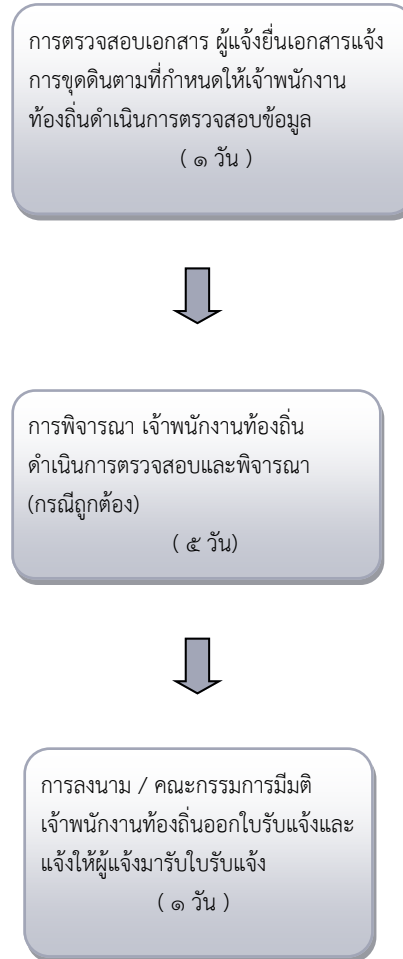 การตรวจสอบเอกสาร ผู้แจ้งยื่นเอกสารแจ้ง
การขุดดินตามที่กำหนดให้เจ้าพนักงาน
ท้องถิ่นดำเนินการตรวจสอบข้อมูล
( ๑ วัน )
การพิจารณา เจ้าพนักงานท้องถิ่น
ดำเนินการตรวจสอบและพิจารณา
(กรณีถูกต้อง)
( ๕ วัน)
การลงนาม / คณะกรรมการมีมติ
เจ้าพนักงานท้องถิ่นออกใบรับแจ้งและ
แจ้งให้ผู้แจ้งมารับใบรับแจ้ง
( ๑ วัน )